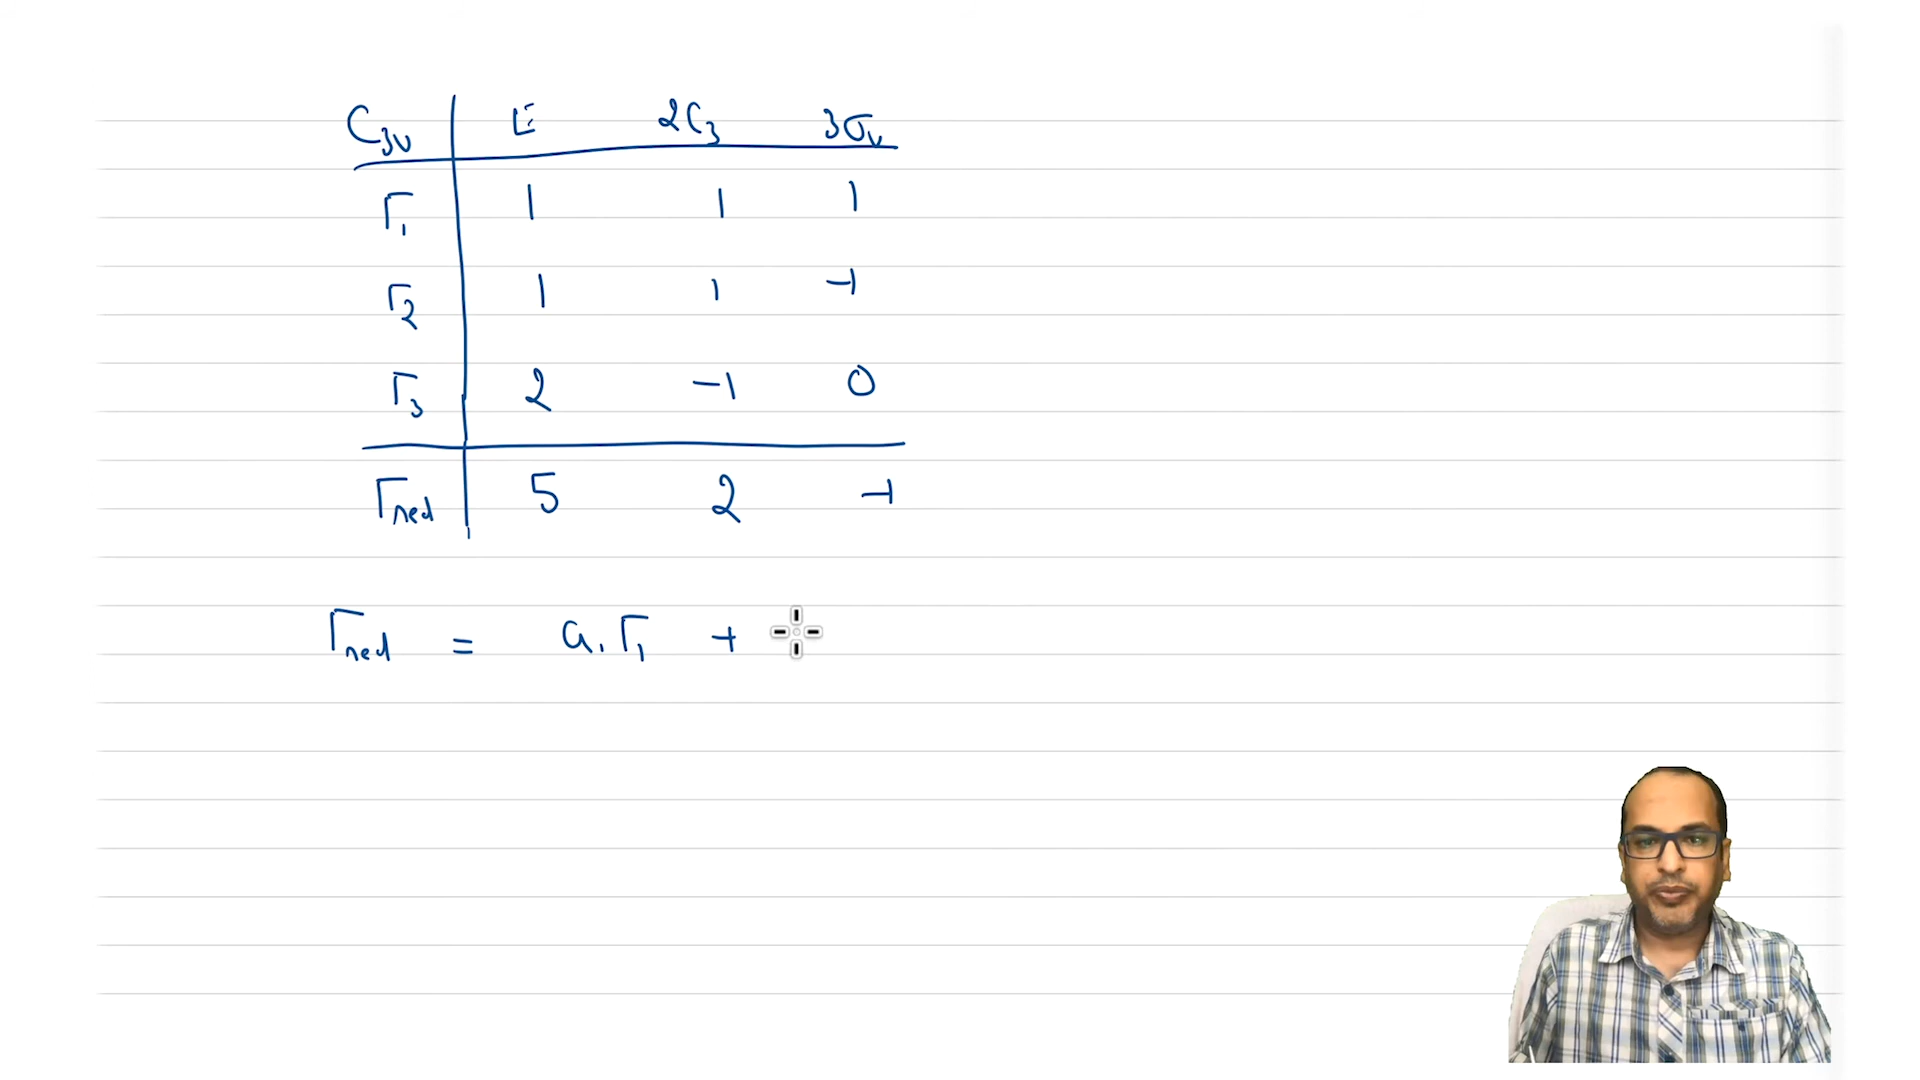 C₃ᵥ E 2C₃ 3σᵥ
Γ₁ 1 1 1
Γ₂ 1 1 -1
Γ₃ 2 -1 0
Γred 5 2 -1
Γred = a₁Γ₁ +